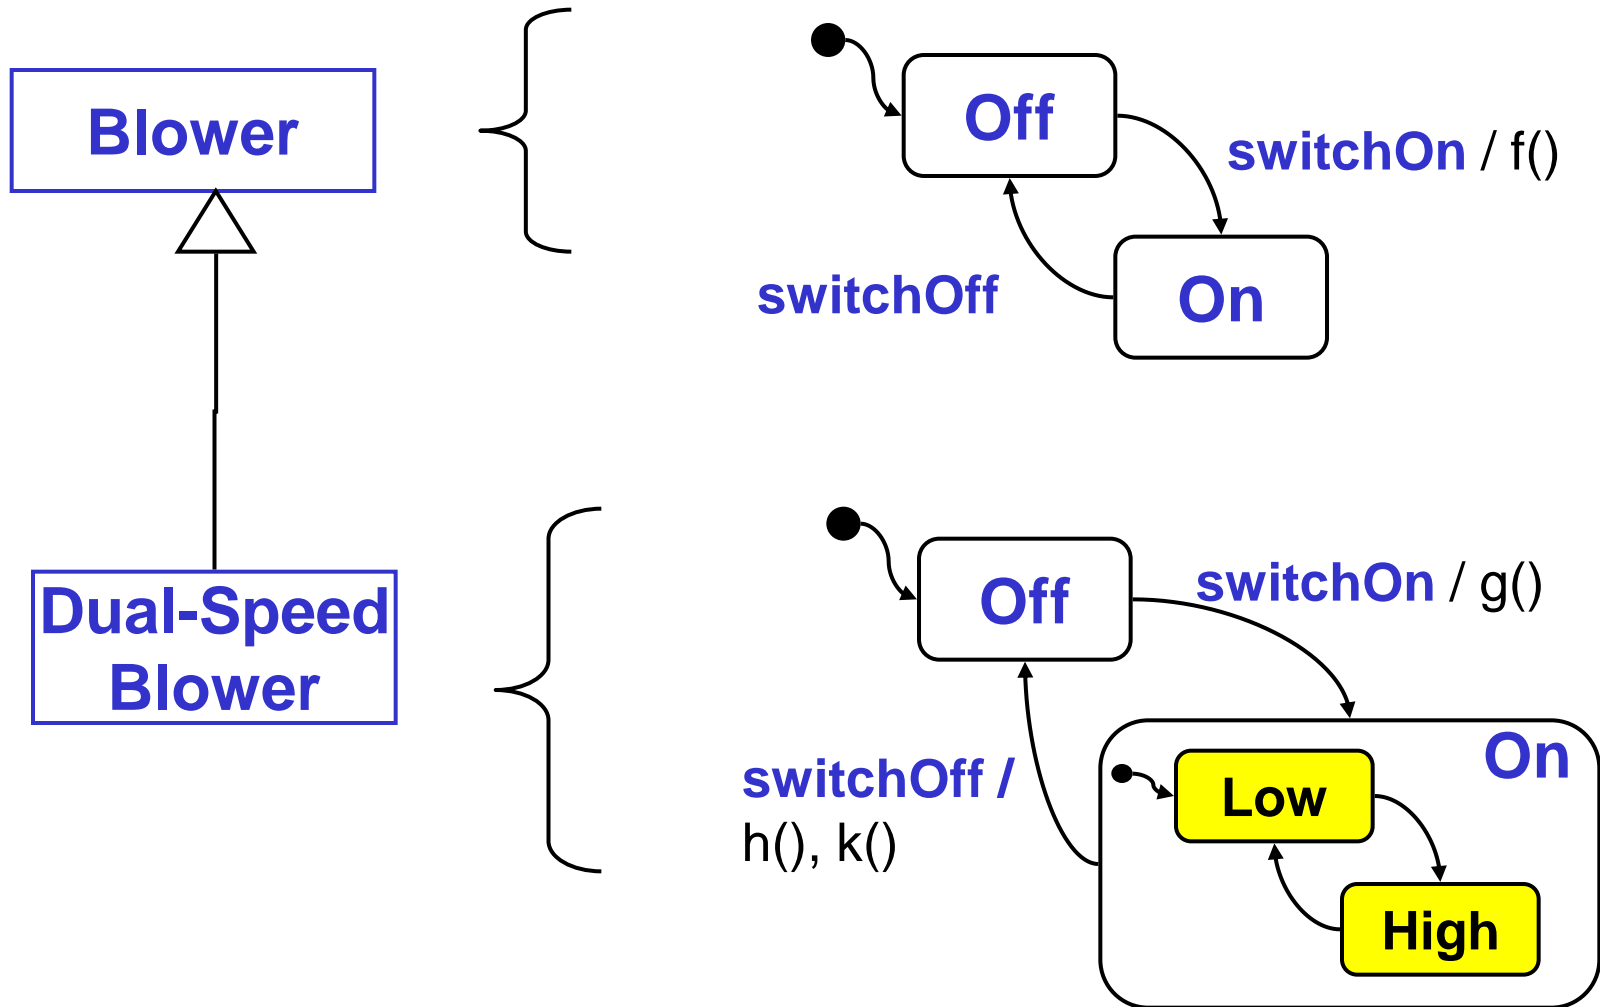 Blower
Off
switchOn / f()
switchOff
On
Dual-Speed
Blower
Off
switchOn / g()
On
switchOff /
h(), k()
Low
High